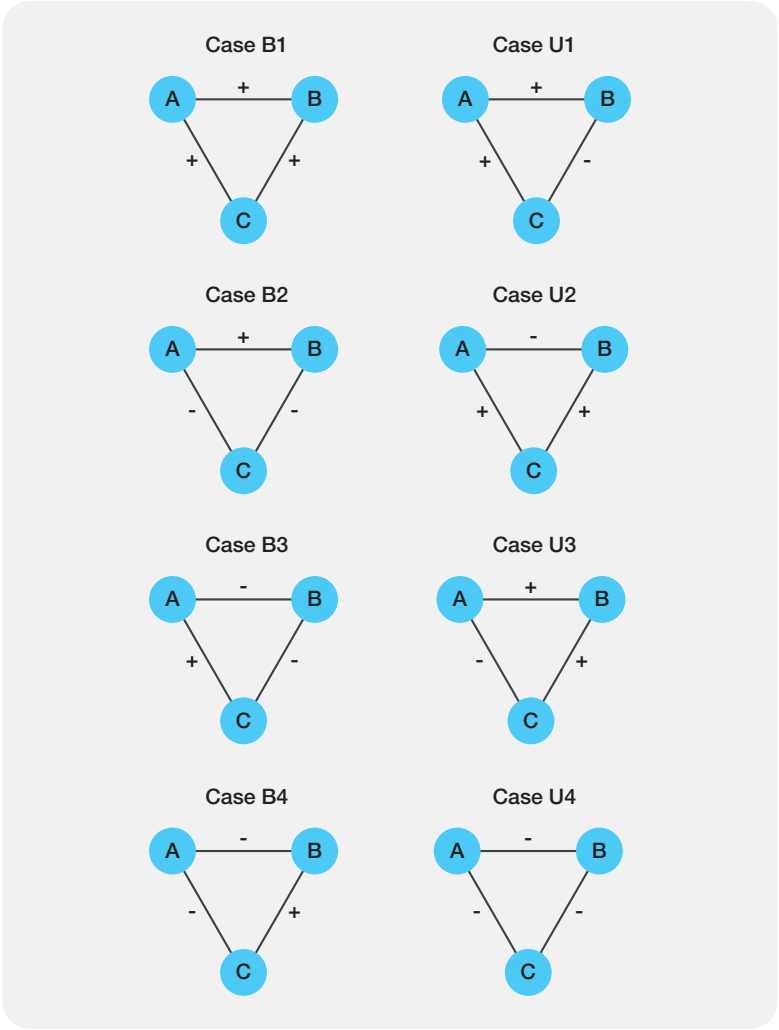 Case B1
Case U1
A + B
A + B
+ +
+ -
C
C
Case B2
Case U2
A + B
A - B
- -
+ +
C
C
Case B3
Case U3
A - B
A + B
+ -
- +
C
C
Case B4
Case U4
A - B
A - B
- +
- -
C
C